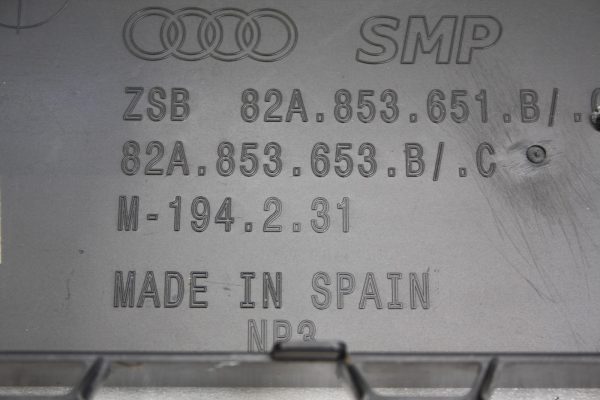 SMP
ZSB 82A.853.651.B/.
82A.853.653.B/.C
M-194.2.31
MADE IN SPAIN